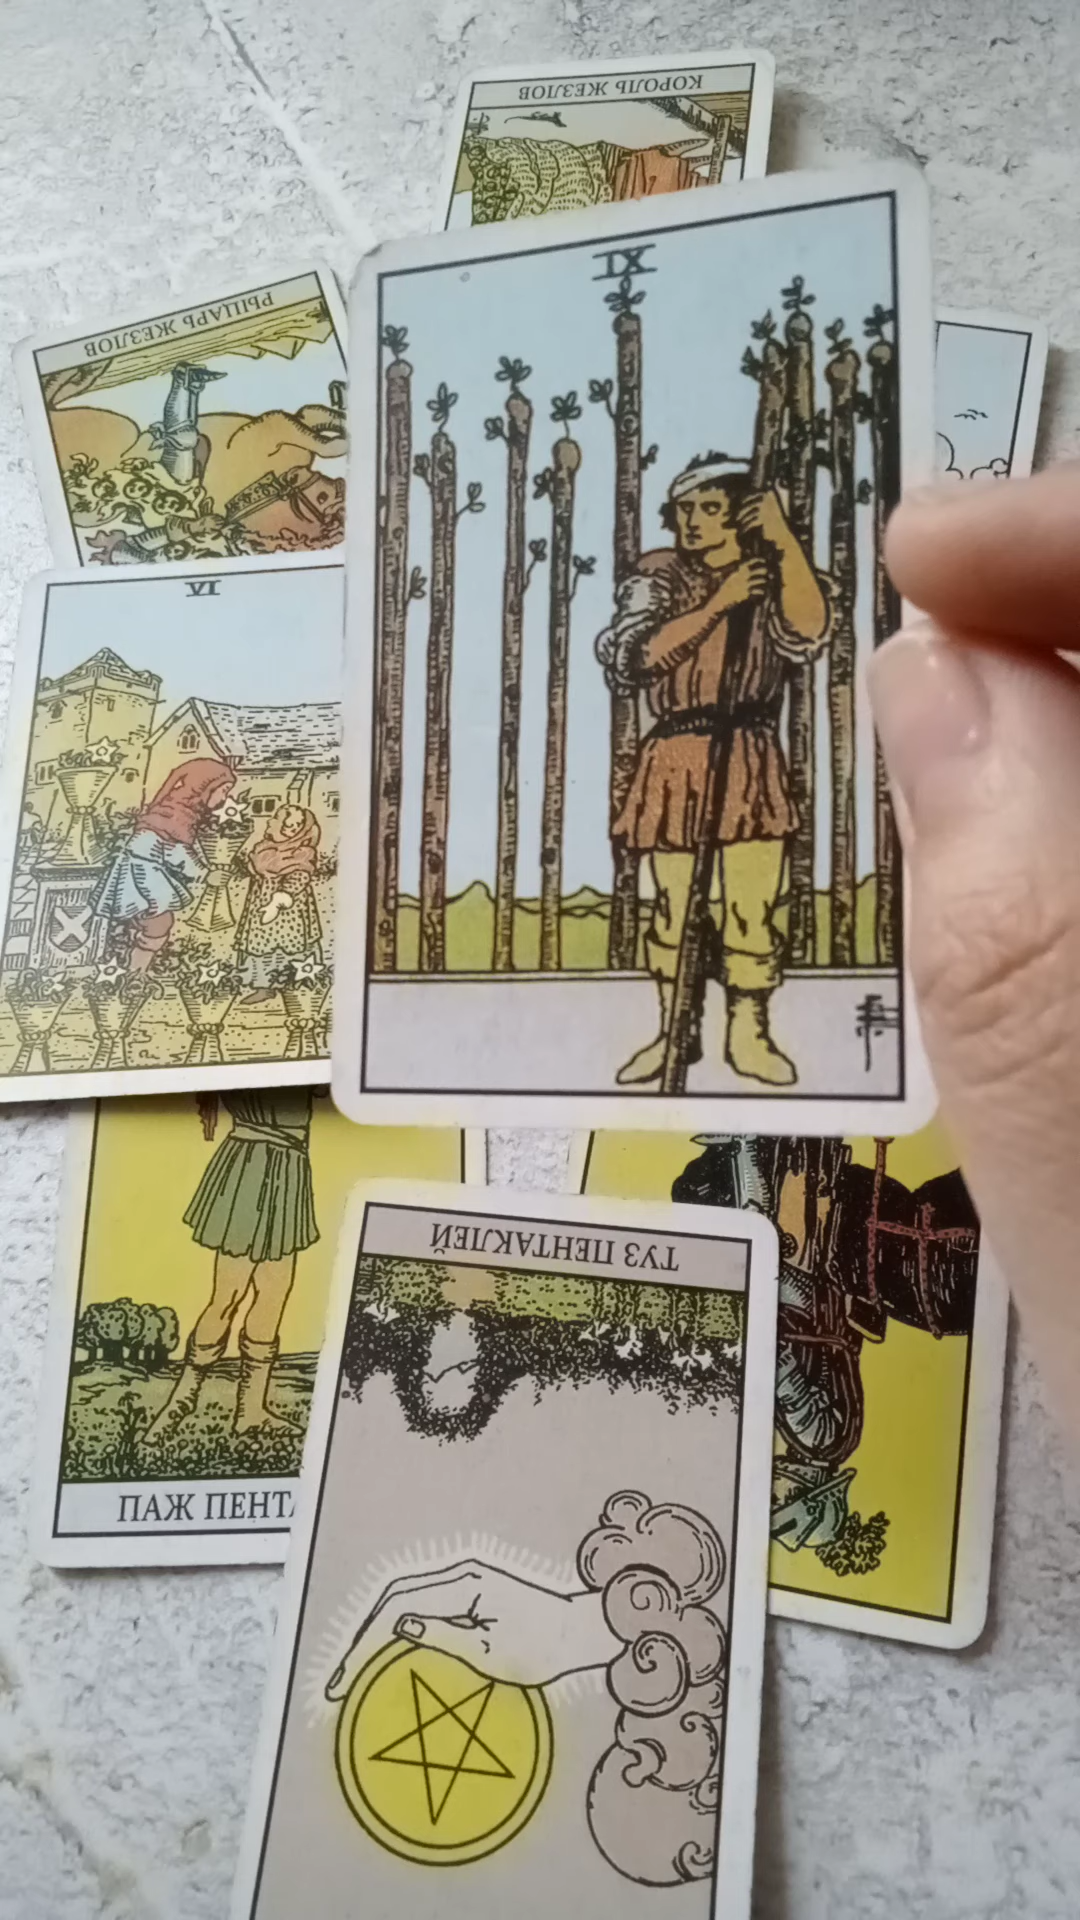 КОРОЛЬ ЖЕЗЛОВ
IX
РЫЦАРЬ ЖЕЗЛОВ
VI
ТУЗ ПЕНТАКЛЕЙ
ПАЖ ПЕНТА